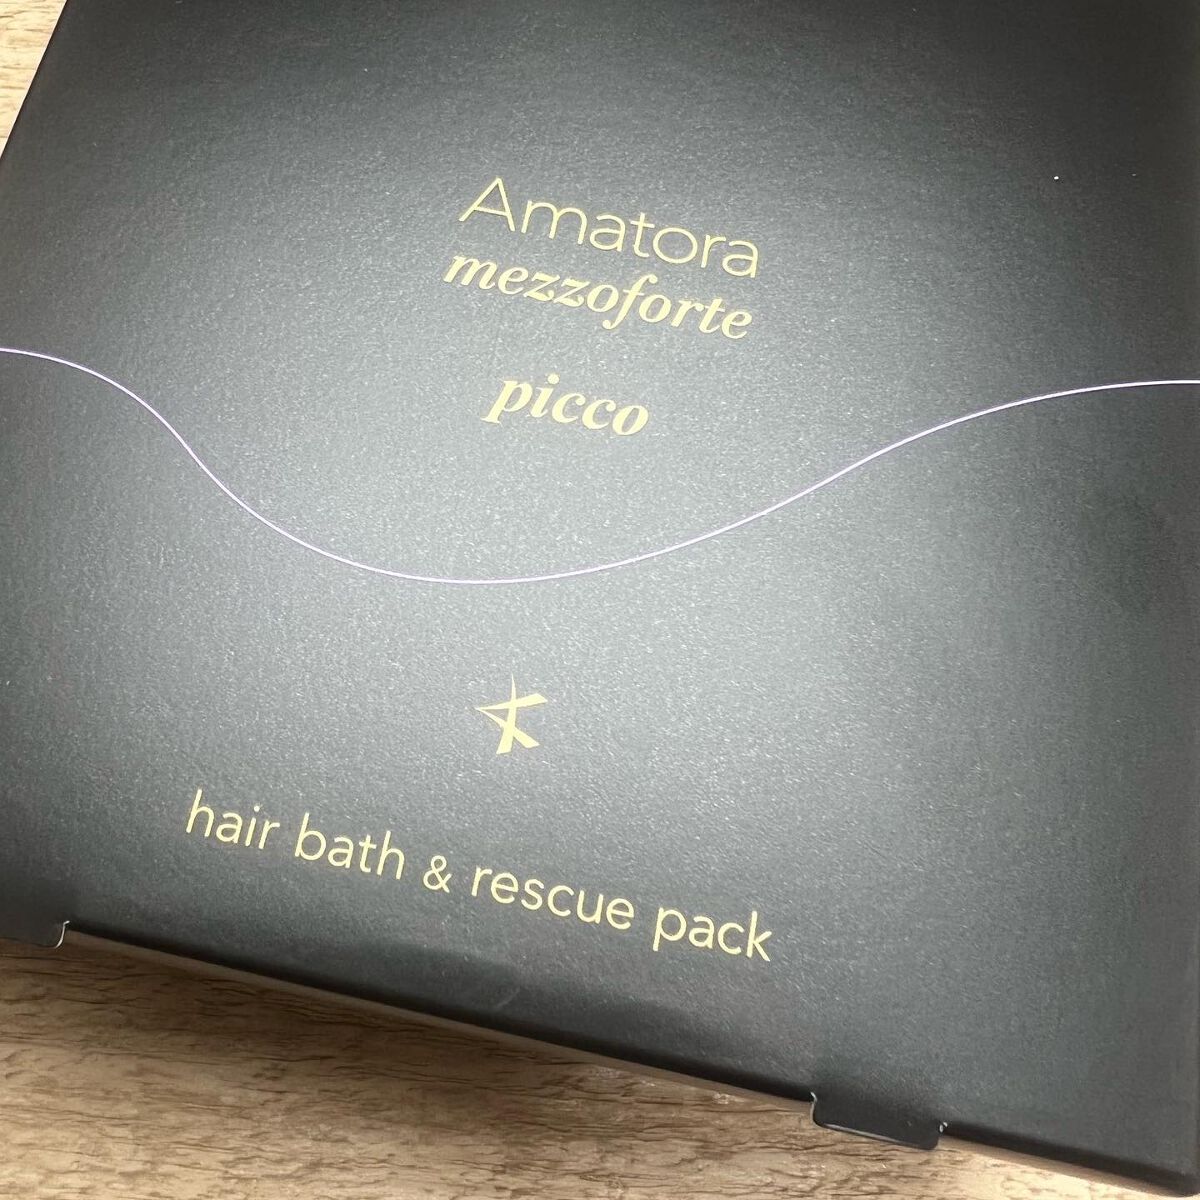 Amatora
mezzoforte
picco
hair bath & rescue pack